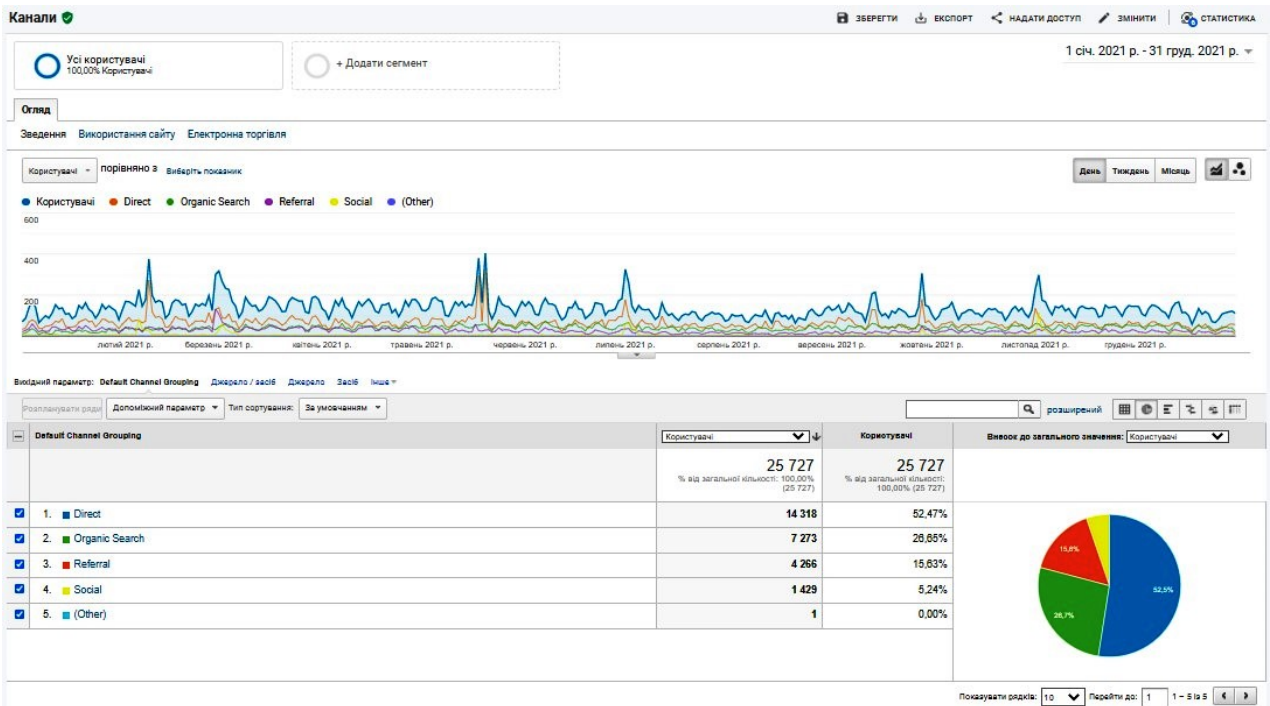 Канали
ЗБЕРЕГТИ ЕКСПОРТ НАДАТИ ДОСТУП ЗМІНИТИ СТАТИСТИКА
Усі користувачі
100,00% Користувачі
+ Додати сегмент
1 січ. 2021 р. - 31 груд. 2021 р.
Огляд
Зведення Використання сайту Електронна торгівля
Користувачі порівняно з Виберіть показник
День Тиждень Місяць
Користувачі Direct Organic Search Referral Social (Other)
600
400
200
лютий 2021 р. березень 2021 р. квітень 2021 р. травень 2021 р. червень 2021 р. липень 2021 р. серпень 2021 р. вересень 2021 р. жовтень 2021 р. листопад 2021 р. грудень 2021 р.
Вихідний параметр: Default Channel Grouping Джерело / засіб Джерело Засіб Інше
Розпланувати ряди Допоміжний параметр Тип сортування: За умовчанням
розширений
Default Channel Grouping Користувачі Користувачі Внесок до загального значення: Користувачі
25 727 25 727
% від загальної кількості: 100,00% % від загальної кількості:
(25 727) 100,00% (25 727)
1. Direct 14 318 52,47%
2. Organic Search 7 273 26,65%
3. Referral 4 266 15,63%
4. Social 1 429 5,24%
5. (Other) 1 0,00%
15,6%
52,5%
26,7%
Показувати рядків: 10 Перейти до: 1 1 – 5 із 5